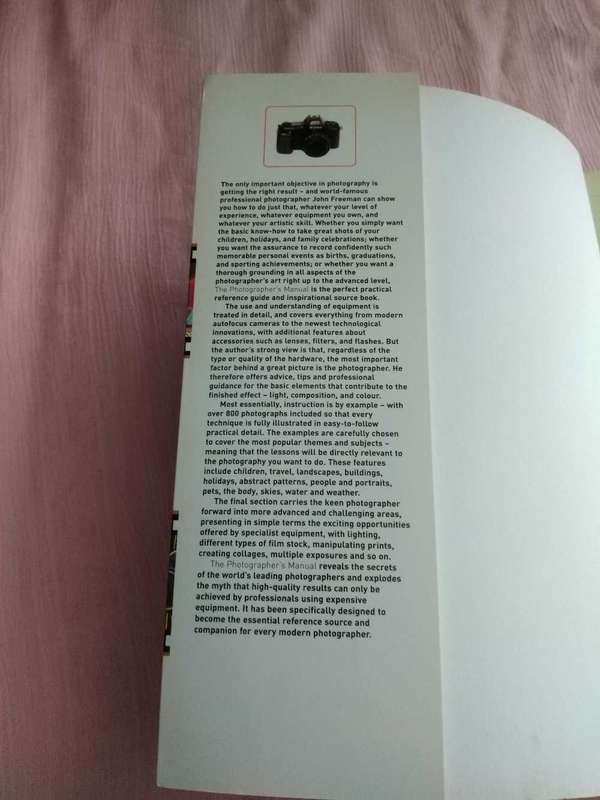 The only important objective in photography is
getting the right result – and world-famous
professional photographer John Freeman can show
you how to do just that, whatever your level of
experience, whatever equipment you own, and
whatever your artistic skill. Whether you simply want
the basic know-how to take great shots of your
children, holidays, and family celebrations; whether
you want the assurance to record confidently such
memorable personal events as births, graduations,
and sporting achievements; or whether you want a
thorough grounding in all aspects of the
photographer's art right up to the advanced level,
The Photographer's Manual is the perfect practical
reference guide and inspirational source book.
The use and understanding of equipment is
treated in detail, and covers everything from modern
autofocus cameras to the newest technological
innovations, with additional features about
accessories such as lenses, filters, and flashes. But
the author's strong view is that, regardless of the
type or quality of the hardware, the most important
factor behind a great picture is the photographer. He
therefore offers advice, tips and professional
guidance for the basic elements that contribute to the
finished effect – light, composition, and colour.
Most essentially, instruction is by example – with
over 800 photographs included so that every
technique is fully illustrated in easy-to-follow
practical detail. The examples are carefully chosen
to cover the most popular themes and subjects –
meaning that the lessons will be directly relevant to
the photography you want to do. These features
include children, travel, landscapes, buildings,
holidays, abstract patterns, people and portraits,
pets, the body, skies, water and weather.
The final section carries the keen photographer
forward into more advanced and challenging areas,
presenting in simple terms the exciting opportunities
offered by specialist equipment, with lighting,
different types of film stock, manipulating prints,
creating collages, multiple exposures and so on.
The Photographer's Manual reveals the secrets
of the world's leading photographers and explodes
the myth that high-quality results can only be
achieved by professionals using expensive
equipment. It has been specifically designed to
become the essential reference source and
companion for every modern photographer.